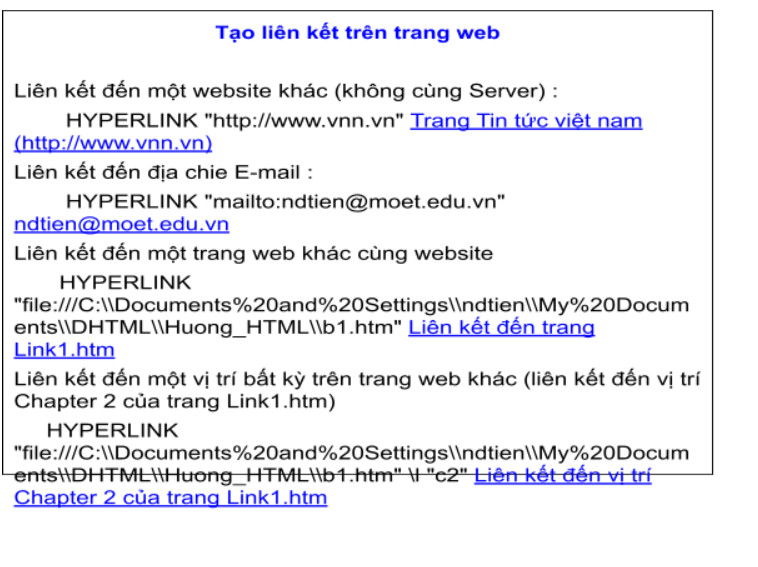 Tạo liên kết trên trang web
Liên kết đến một website khác (không cùng Server) :
HYPERLINK "http://www.vnn.vn" Trang Tin tức việt nam
(http://www.vnn.vn)
Liên kết đến địa chie E-mail :
HYPERLINK "mailto:ndtien@moet.edu.vn"
ndtien@moet.edu.vn
Liên kết đến một trang web khác cùng website
HYPERLINK
"file:///C:\\Documents%20and%20Settings\\ndtien\\My%20Docum
ents\\DHTML\\Huong_HTML\\b1.htm" Liên kết đến trang
Link1.htm
Liên kết đến một vị trí bất kỳ trên trang web khác (liên kết đến vị trí
Chapter 2 của trang Link1.htm)
HYPERLINK
"file:///C:\\Documents%20and%20Settings\\ndtien\\My%20Docum
ents\\DHTML\\Huong_HTML\\b1.htm" \l "c2" Liên kết đến vị trí
Chapter 2 của trang Link1.htm